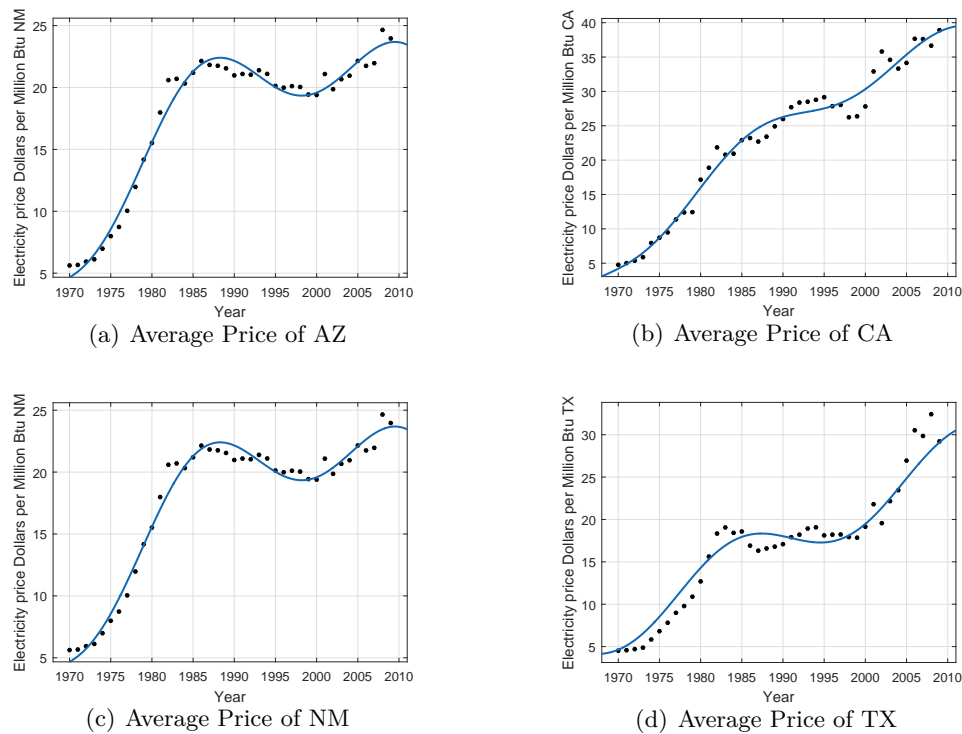 Electricity price Dollars per Million Btu NM
25
20
15
10
5
1970 1975 1980 1985 1990 1995 2000 2005 2010
Year
(a) Average Price of AZ
Electricity price Dollars per Million Btu CA
40
35
30
25
20
15
10
5
1970 1975 1980 1985 1990 1995 2000 2005 2010
Year
(b) Average Price of CA
Electricity price Dollars per Million Btu NM
25
20
15
10
5
1970 1975 1980 1985 1990 1995 2000 2005 2010
Year
(c) Average Price of NM
Electricity price Dollars per Million Btu TX
30
25
20
15
10
5
1970 1975 1980 1985 1990 1995 2000 2005 2010
Year
(d) Average Price of TX